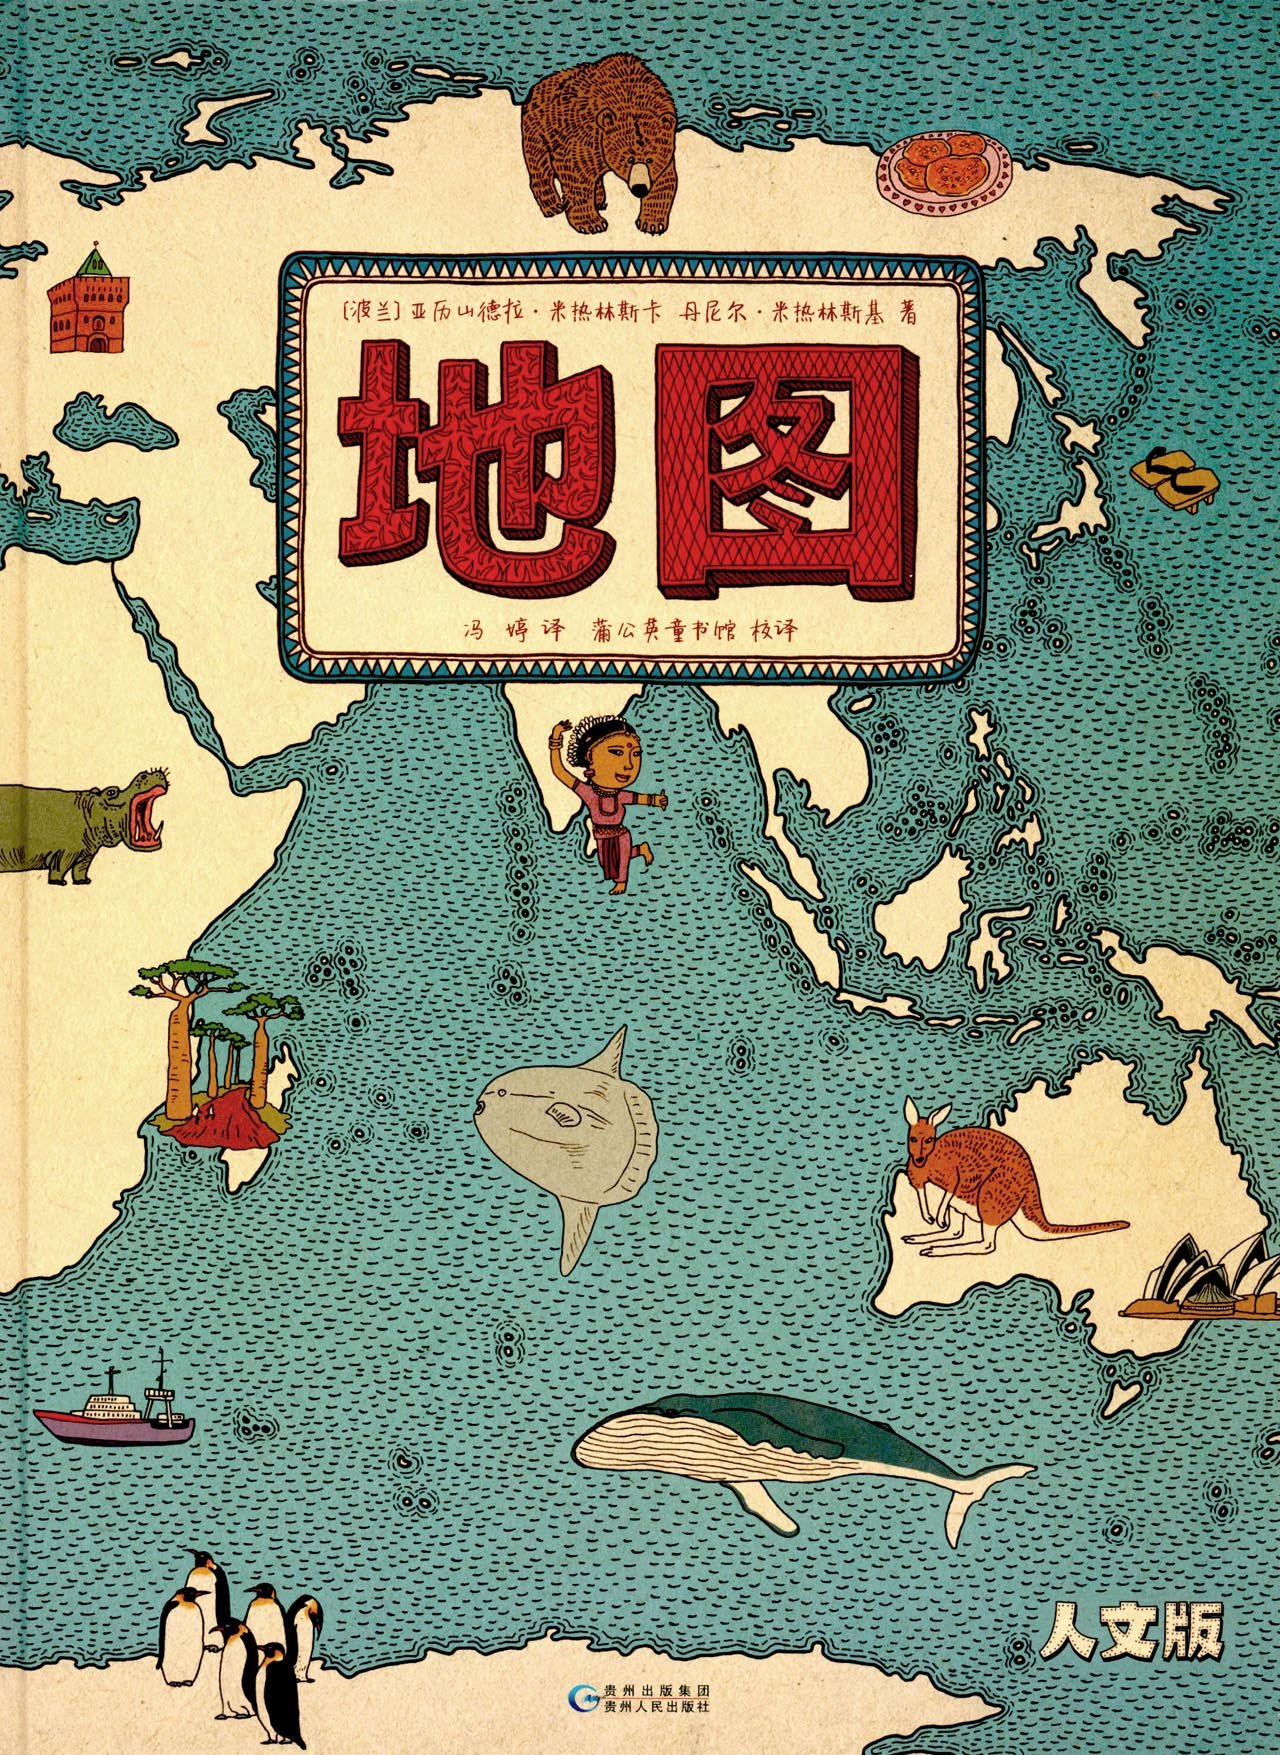 [波兰] 亚历山德拉·米热林斯卡 丹尼尔·米热林斯基 著
地图
冯婷 译 蒲公英童书馆 校译
人文版
贵州出版集团
贵州人民出版社